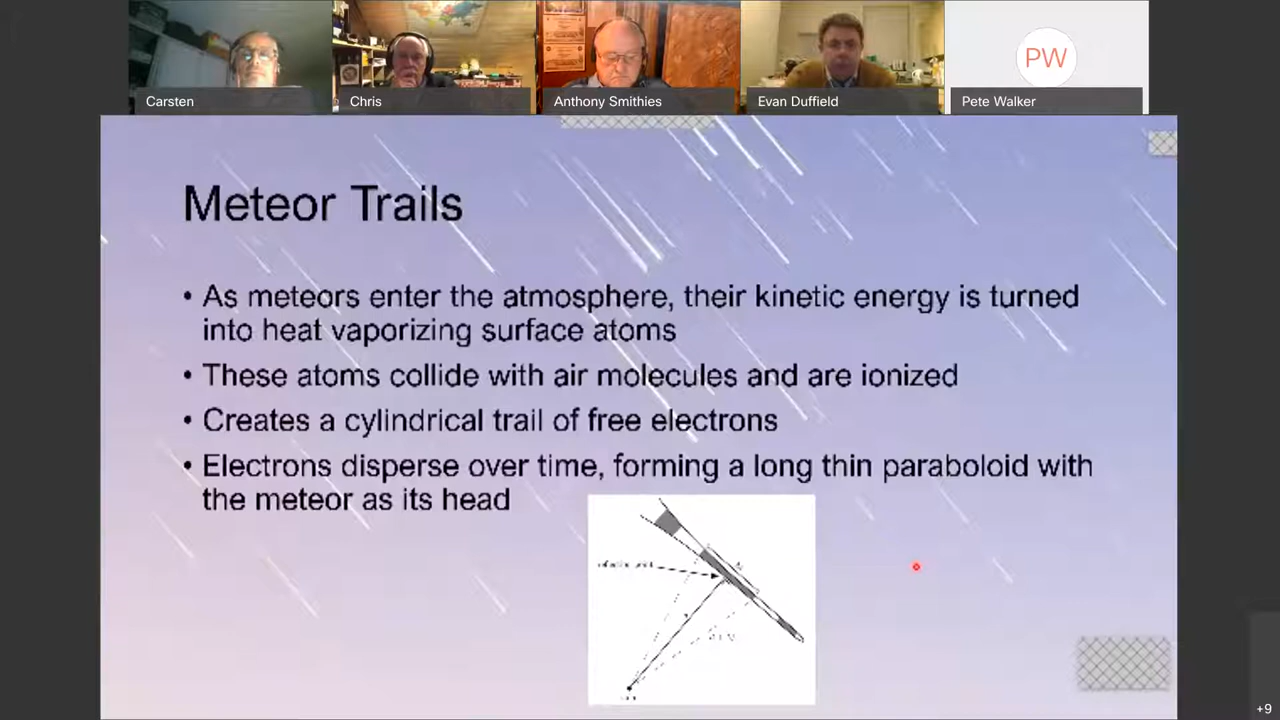 PW
Carsten
Chris
Anthony Smithies
Evan Duffield
Pete Walker
Meteor Trails
• As meteors enter the atmosphere, their kinetic energy is turned
into heat vaporizing surface atoms
• These atoms collide with air molecules and are ionized
• Creates a cylindrical trail of free electrons
• Electrons disperse over time, forming a long thin paraboloid with
the meteor as its head
+9